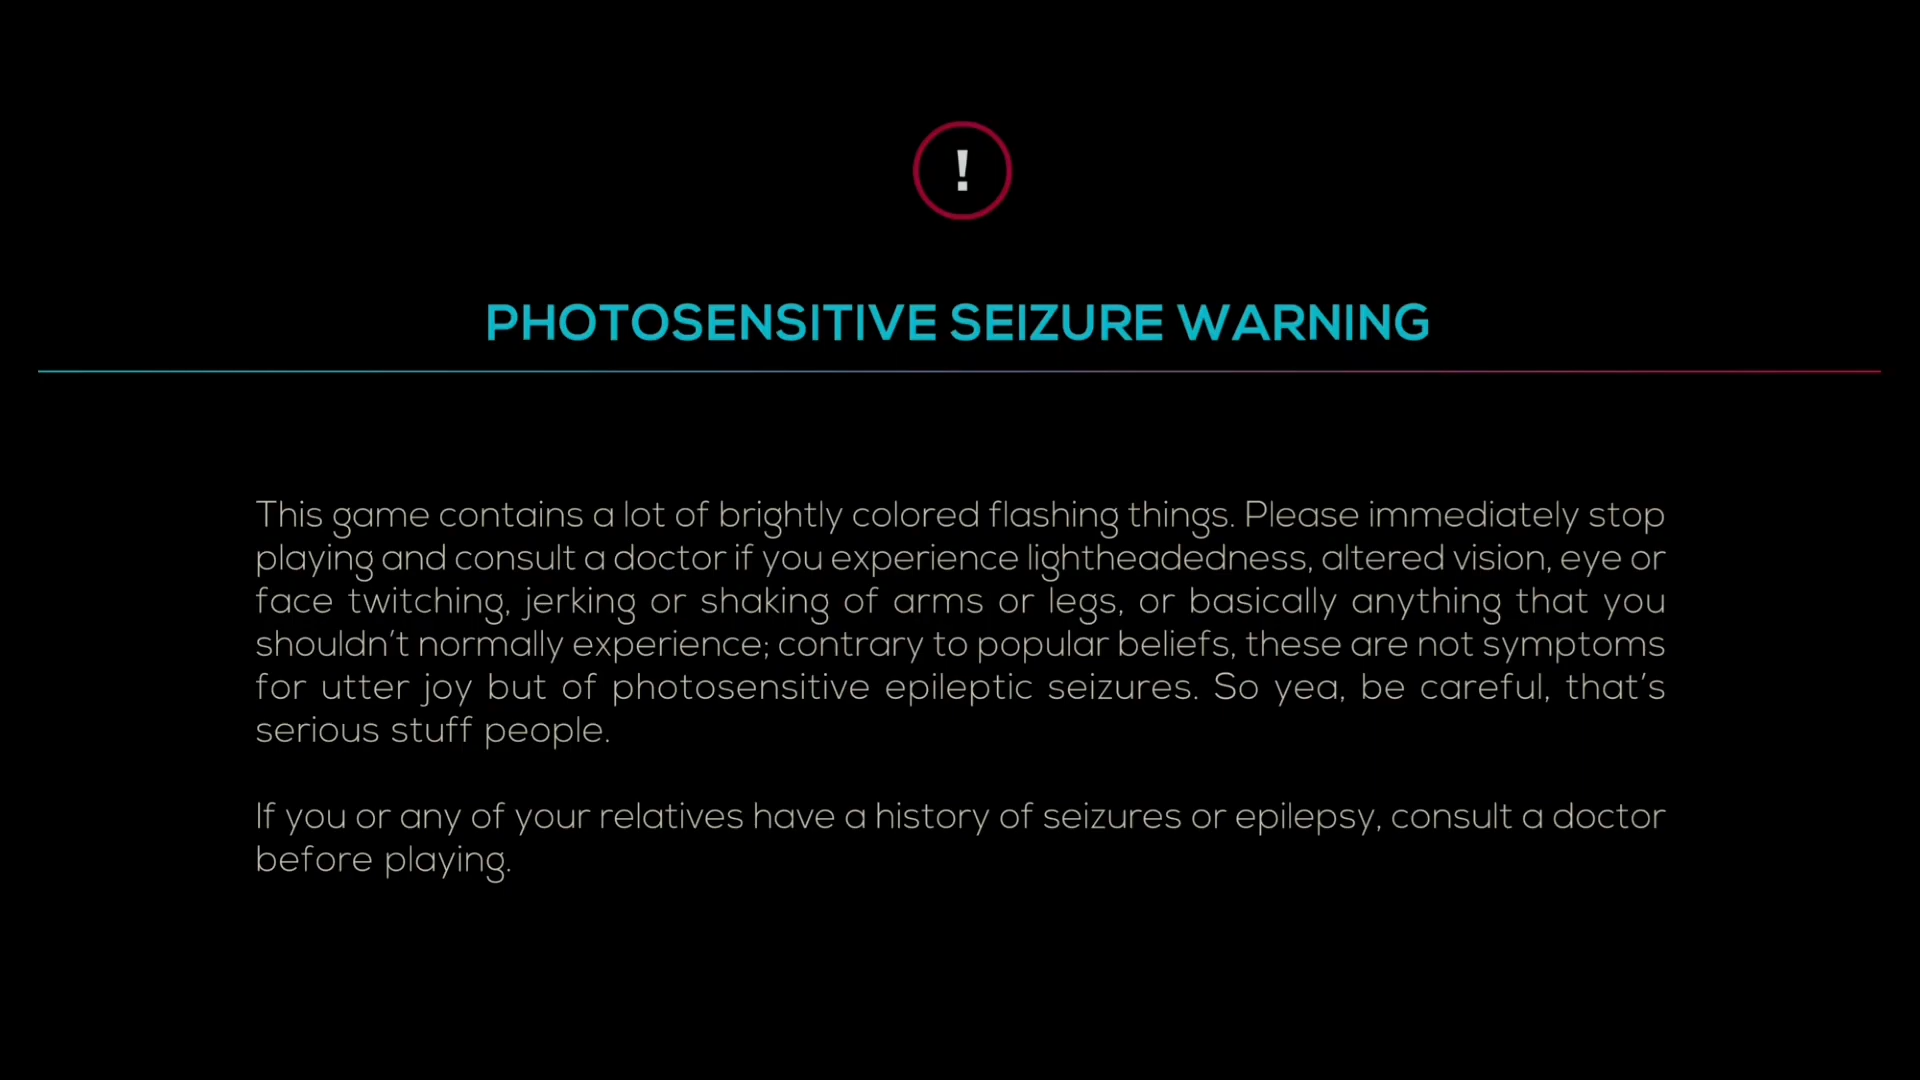 !
PHOTOSENSITIVE SEIZURE WARNING
This game contains a lot of brightly colored flashing things. Please immediately stop
playing and consult a doctor if you experience lightheadedness, altered vision, eye or
face twitching, jerking or shaking of arms or legs, or basically anything that you
shouldn't normally experience; contrary to popular beliefs, these are not symptoms
for utter joy but of photosensitive epileptic seizures. So yea, be careful, that's
serious stuff people.
If you or any of your relatives have a history of seizures or epilepsy, consult a doctor
before playing.